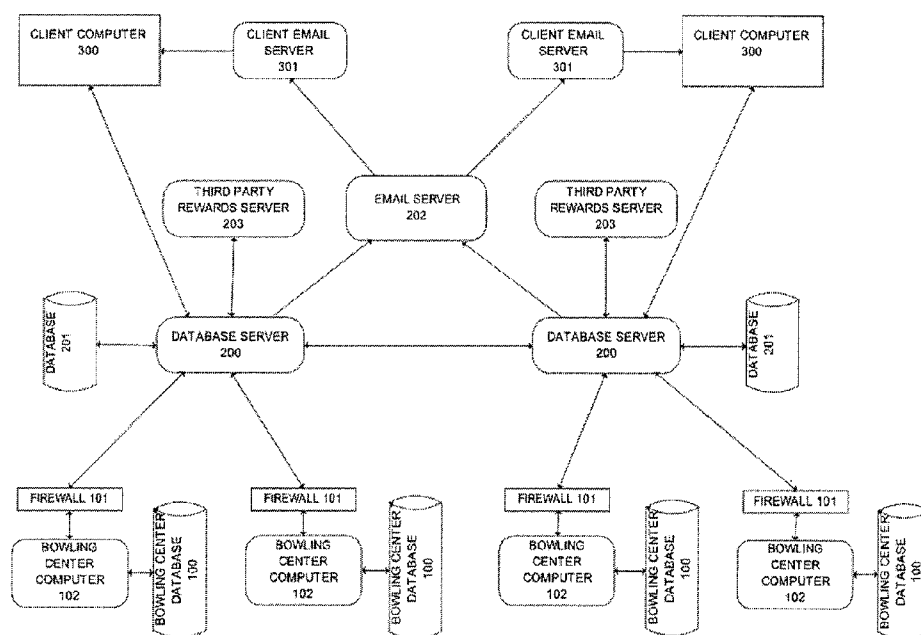 CLIENT COMPUTER
300
CLIENT EMAIL
SERVER
301
CLIENT EMAIL
SERVER
301
CLIENT COMPUTER
300
THIRD PARTY
REWARDS SERVER
203
EMAIL SERVER
202
THIRD PARTY
REWARDS SERVER
203
DATABASE
201
DATABASE SERVER
200
DATABASE SERVER
200
DATABASE
201
FIREWALL 101
FIREWALL 101
FIREWALL 101
FIREWALL 101
BOWLING
CENTER
COMPUTER
102
BOWLING CENTER
DATABASE
100
BOWLING
CENTER
COMPUTER
102
BOWLING CENTER
DATABASE
100
BOWLING
CENTER
COMPUTER
102
BOWLING CENTER
DATABASE
100
BOWLING
CENTER
COMPUTER
102
BOWLING CENTER
DATABASE
100